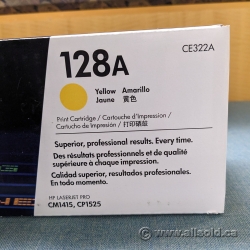 CE322A
128A
Yellow Amarillo
Jaune 黄色
Print Cartridge / Cartouche d'impression /
Cartucho de Impresión / 打印硒鼓
Superior, professional results. Every time.
Des résultats professionnels et de qualité
supérieure à chaque impression.
Calidad superior, resultados profesionales.
En todo momento.
HP LASERJET PRO
CM1415, CP1525
www.allsold.ca